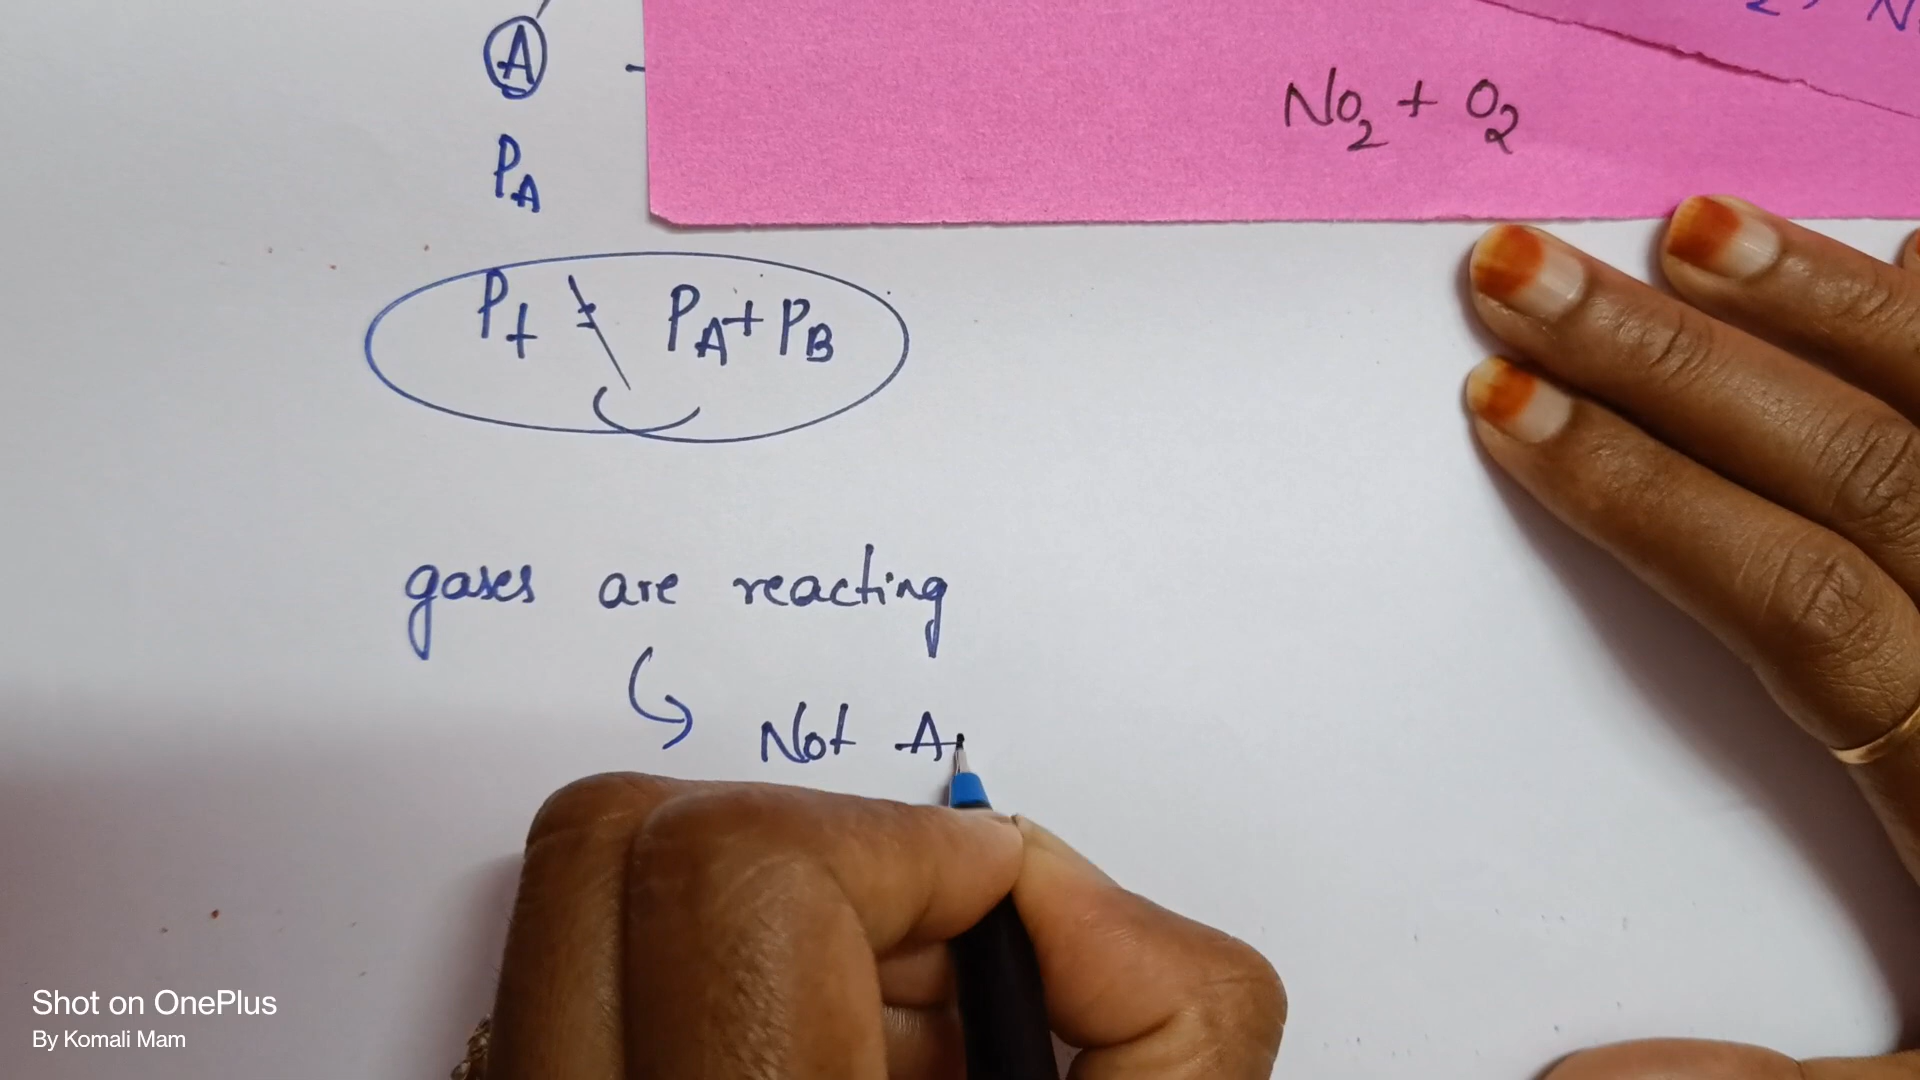 A
PA
NO2 + O2
Pt ≠ PA + PB
gases are reacting
Not A
Shot on OnePlus
By Komali Mam